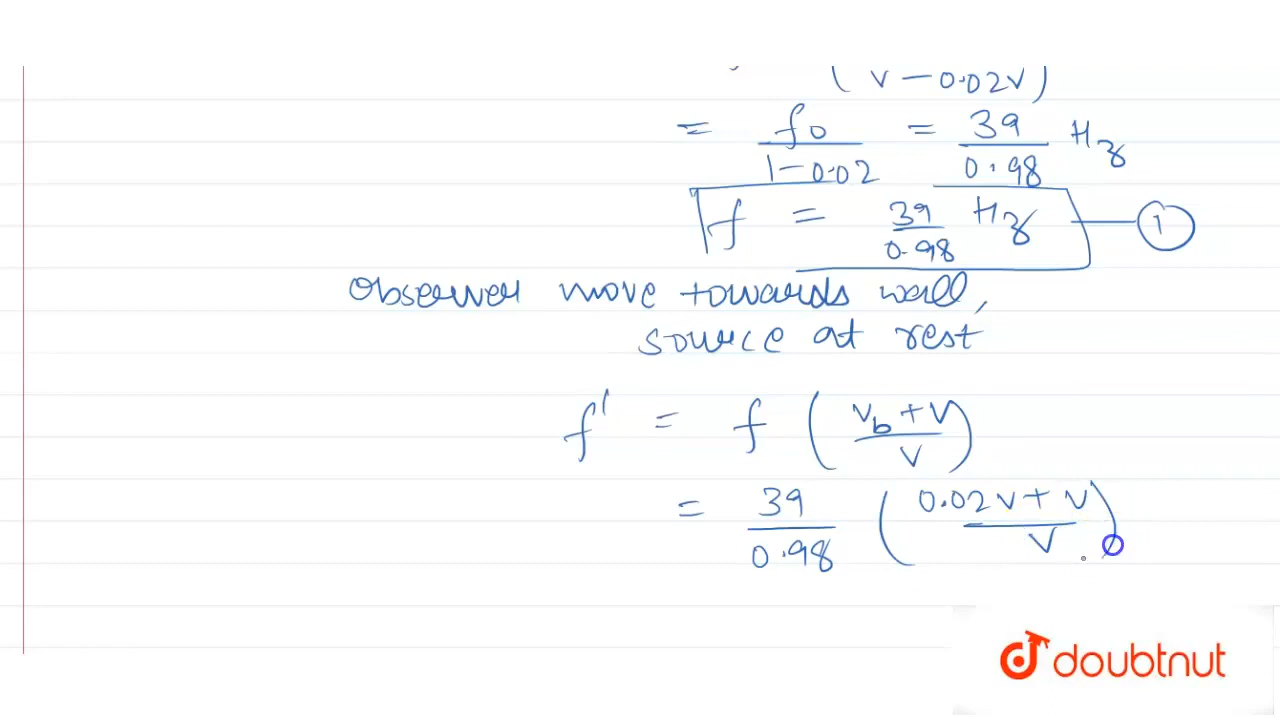 ( v - 0.02v )
= f0 / 1-0.02 = 39 / 0.98 Hz
f = 39 / 0.98 Hz — 1
Observer move towards wall,
source at rest
f' = f ( vb + v / v )
= 39 / 0.98 ( 0.02v + v / v )
doubtnut